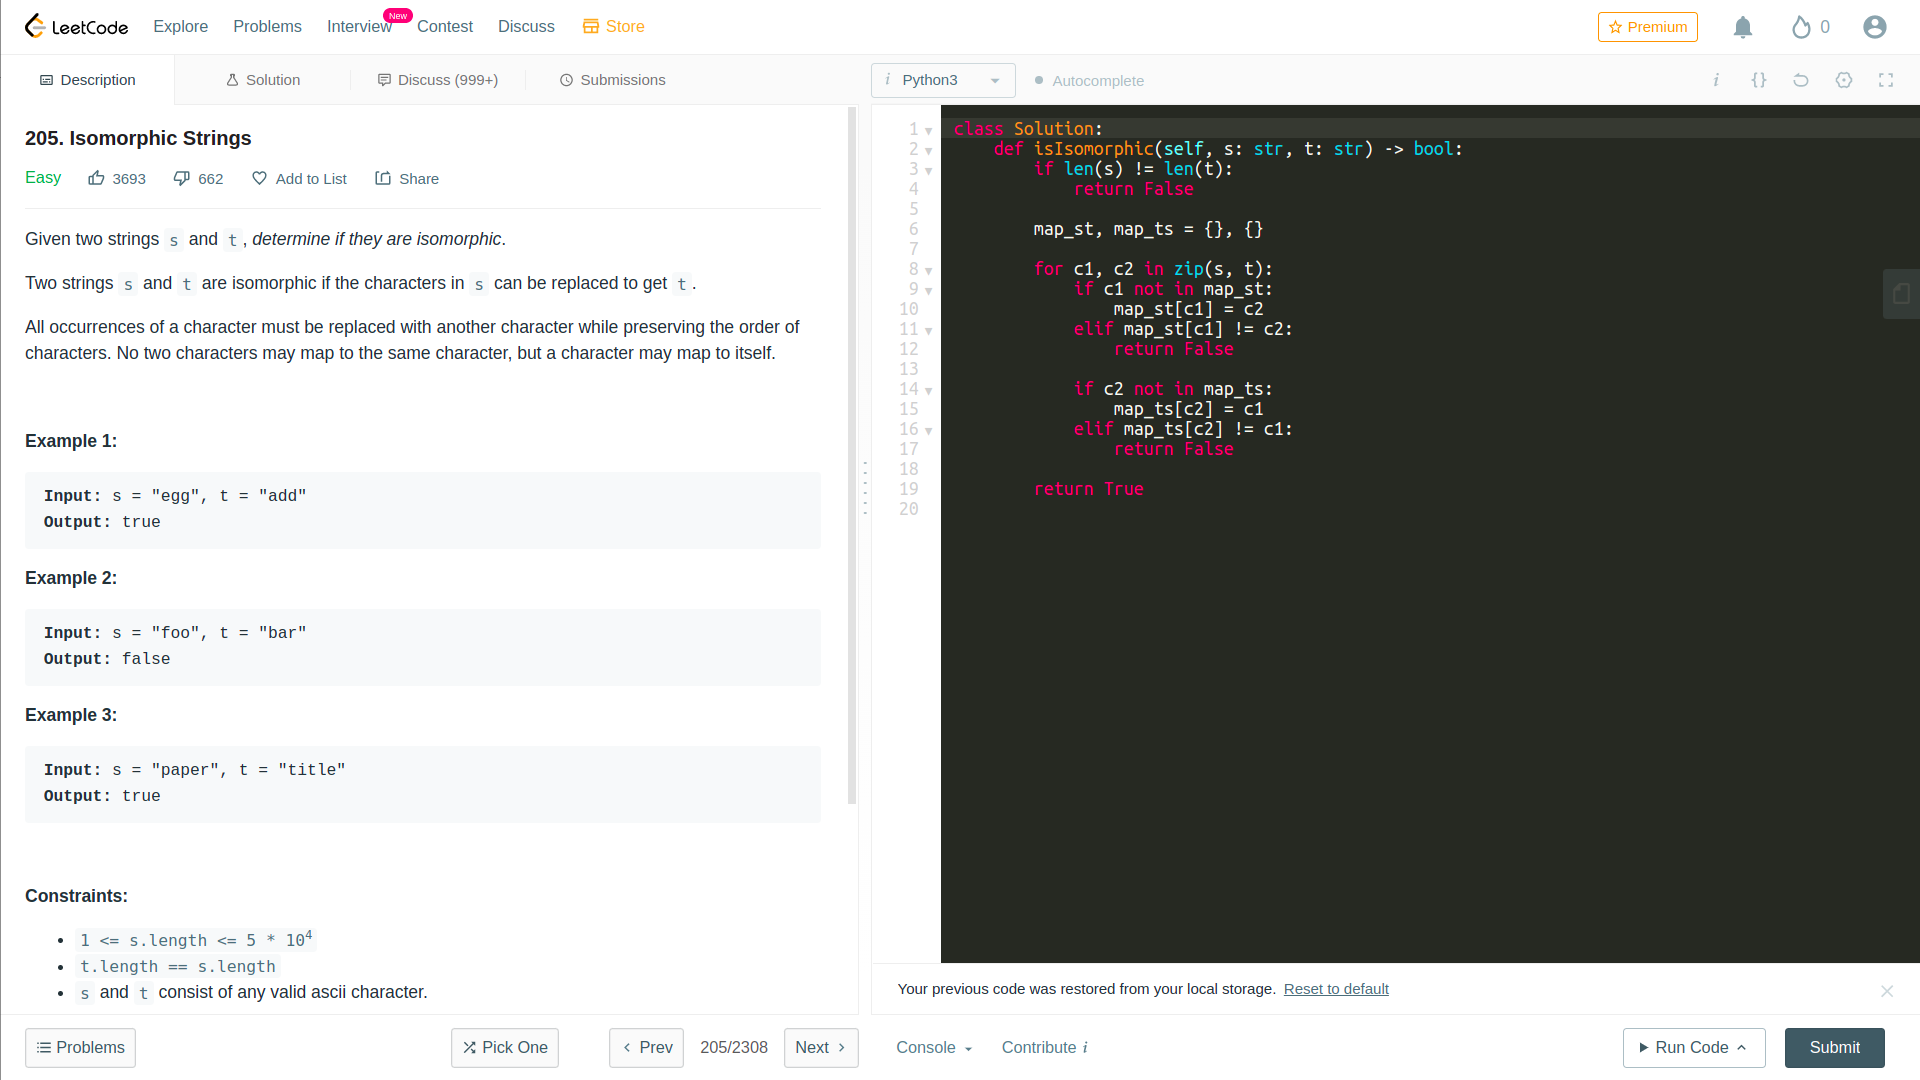 LeetCode Explore Problems Interview New Contest Discuss Store Premium 0
Description Solution Discuss (999+) Submissions
i Python3 Autocomplete i {}
205. Isomorphic Strings
Easy 3693 662 Add to List Share
Given two strings s and t, determine if they are isomorphic.
Two strings s and t are isomorphic if the characters in s can be replaced to get t.
All occurrences of a character must be replaced with another character while preserving the order of
characters. No two characters may map to the same character, but a character may map to itself.
Example 1:
Input: s = "egg", t = "add"
Output: true
Example 2:
Input: s = "foo", t = "bar"
Output: false
Example 3:
Input: s = "paper", t = "title"
Output: true
Constraints:
1 <= s.length <= 5 * 10^4
t.length == s.length
s and t consist of any valid ascii character.
1 class Solution:
2     def isIsomorphic(self, s: str, t: str) -> bool:
3         if len(s) != len(t):
4             return False
5
6         map_st, map_ts = {}, {}
7
8         for c1, c2 in zip(s, t):
9             if c1 not in map_st:
10                 map_st[c1] = c2
11             elif map_st[c1] != c2:
12                 return False
13
14             if c2 not in map_ts:
15                 map_ts[c2] = c1
16             elif map_ts[c2] != c1:
17                 return False
18
19         return True
20
Your previous code was restored from your local storage. Reset to default
Problems Pick One Prev 205/2308 Next Console Contribute i Run Code Submit